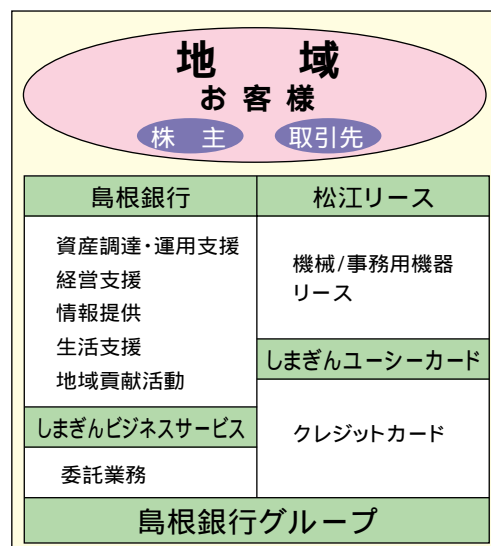 地 域
お客様
株 主 取引先
島根銀行
資産調達・運用支援
経営支援
情報提供
生活支援
地域貢献活動
しまぎんビジネスサービス
委託業務
松江リース
機械/事務用機器
リース
しまぎんユーシーカード
クレジットカード
島根銀行グループ